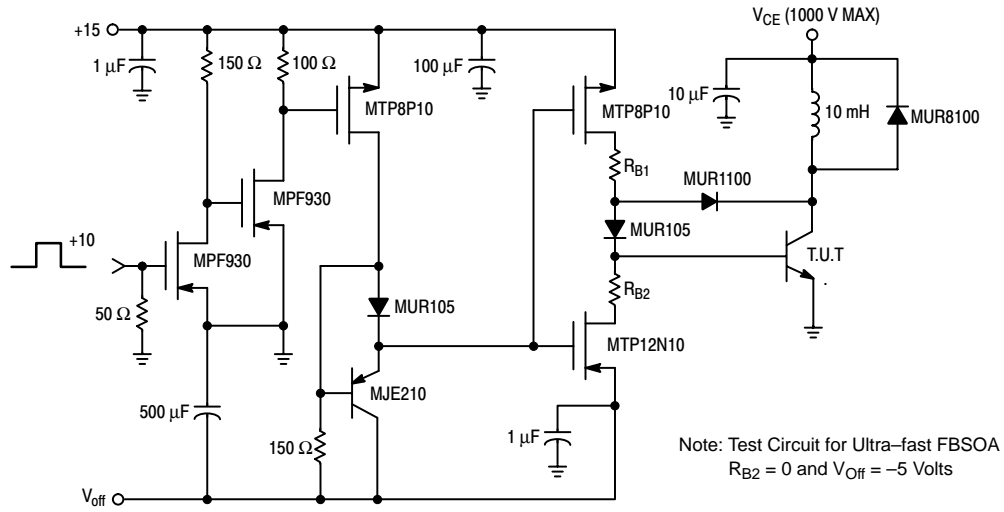 V_CE (1000 V MAX)
+15
1 μF
150 Ω
100 Ω
MTP8P10
100 μF
MTP8P10
10 μF
10 mH
MUR8100
R_B1
MUR1100
MPF930
MUR105
+10
MPF930
T.U.T
R_B2
50 Ω
MUR105
MTP12N10
MJE210
500 μF
150 Ω
1 μF
Note: Test Circuit for Ultra–fast FBSOA
R_B2 = 0 and V_Off = –5 Volts
V_off